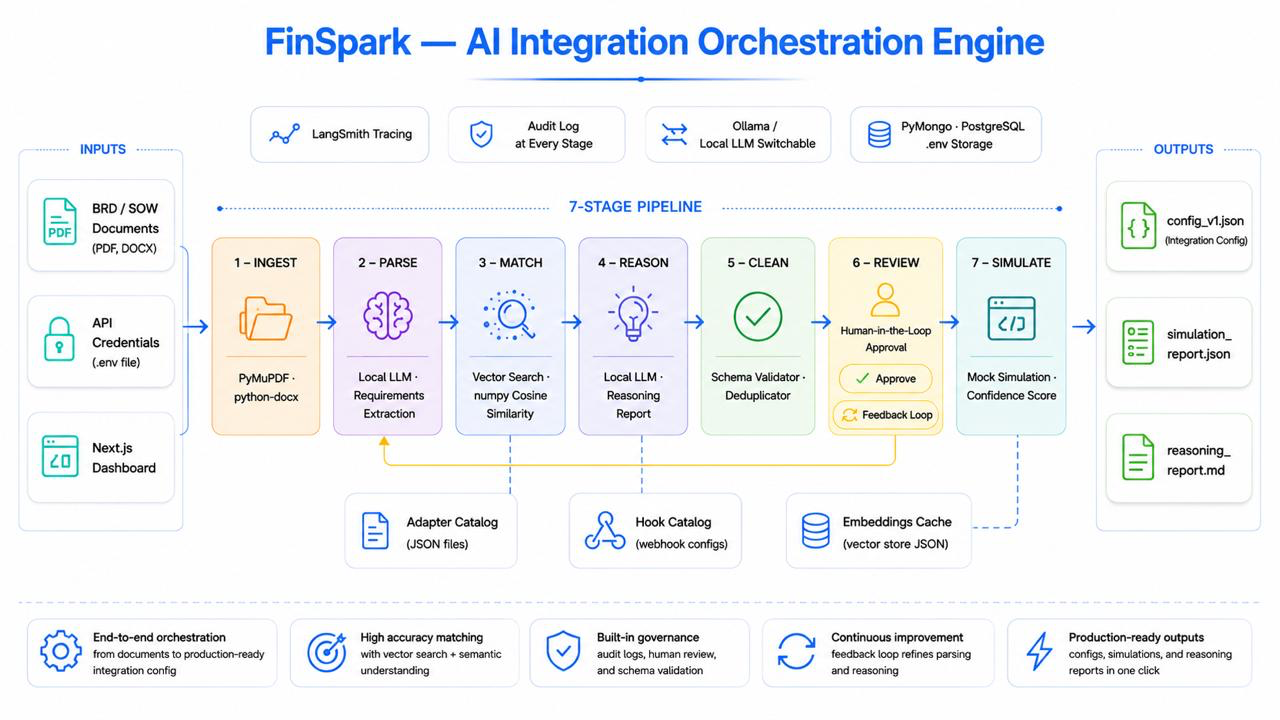 FinSpark — AI Integration Orchestration Engine
LangSmith Tracing
Audit Log
at Every Stage
Ollama /
Local LLM Switchable
PyMongo · PostgreSQL
.env Storage
INPUTS
BRD / SOW
Documents
(PDF, DOCX)
PDF
API
Credentials
(.env file)
Next.js
Dashboard
7-STAGE PIPELINE
1 – INGEST
PyMuPDF ·
python-docx
2 – PARSE
Local LLM ·
Requirements
Extraction
3 – MATCH
Vector Search ·
numpy Cosine
Similarity
4 – REASON
Local LLM ·
Reasoning
Report
5 – CLEAN
Schema Validator ·
Deduplicator
6 – REVIEW
Human-in-the-Loop
Approval
Approve
Feedback Loop
7 – SIMULATE
Mock Simulation ·
Confidence Score
OUTPUTS
config_v1.json
(Integration Config)
simulation_
report.json
reasoning_
report.md
Adapter Catalog
(JSON files)
Hook Catalog
(webhook configs)
Embeddings Cache
(vector store JSON)
End-to-end orchestration
from documents to production-ready
integration config
High accuracy matching
with vector search + semantic
understanding
Built-in governance
audit logs, human review,
and schema validation
Continuous improvement
feedback loop refines parsing
and reasoning
Production-ready outputs
configs, simulations, and reasoning
reports in one click